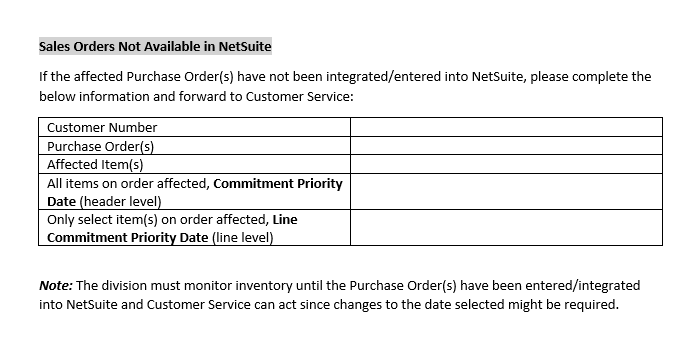 Sales Orders Not Available in NetSuite
If the affected Purchase Order(s) have not been integrated/entered into NetSuite, please complete the
below information and forward to Customer Service:
Customer Number
Purchase Order(s)
Affected Item(s)
All items on order affected, Commitment Priority
Date (header level)
Only select item(s) on order affected, Line
Commitment Priority Date (line level)
Note: The division must monitor inventory until the Purchase Order(s) have been entered/integrated
into NetSuite and Customer Service can act since changes to the date selected might be required.